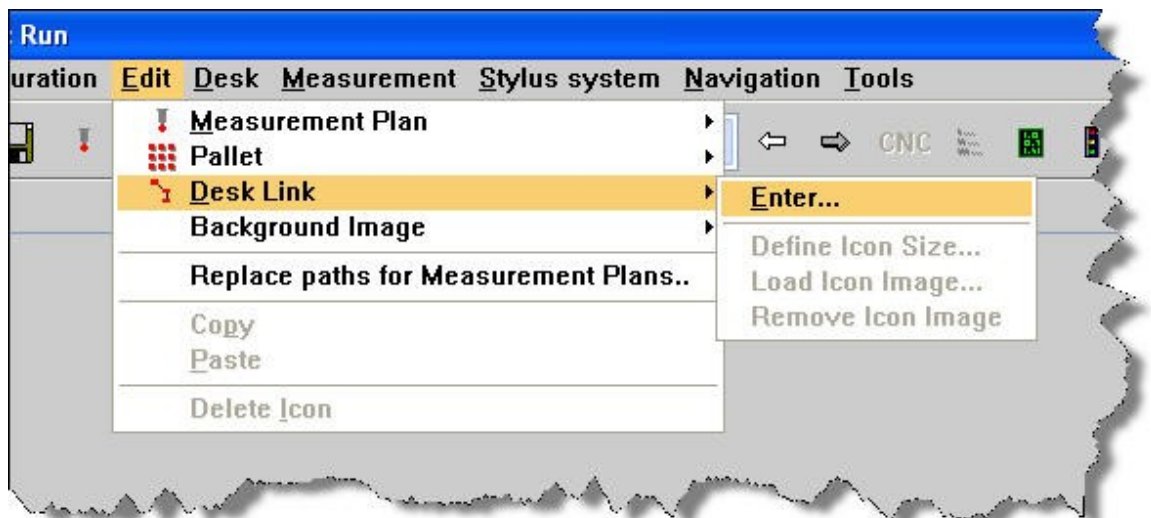 : Run
uration Edit Desk Measurement Stylus system Navigation Tools
CNC
Measurement Plan
Pallet
Desk Link
Background Image
Replace paths for Measurement Plans..
Copy
Paste
Delete Icon
Enter...
Define Icon Size...
Load Icon Image...
Remove Icon Image